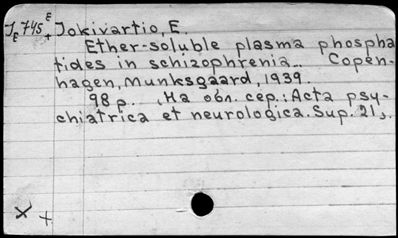 J 745 E Jokivartio, E.
E +
Ether-soluble plasma phospha
tides in schizophrenia... Copen-
hagen, Munksgaard, 1939.
98 p. На обл. сер.: Acta psy-
chiatrica et neurologica. Sup. 21.
× +